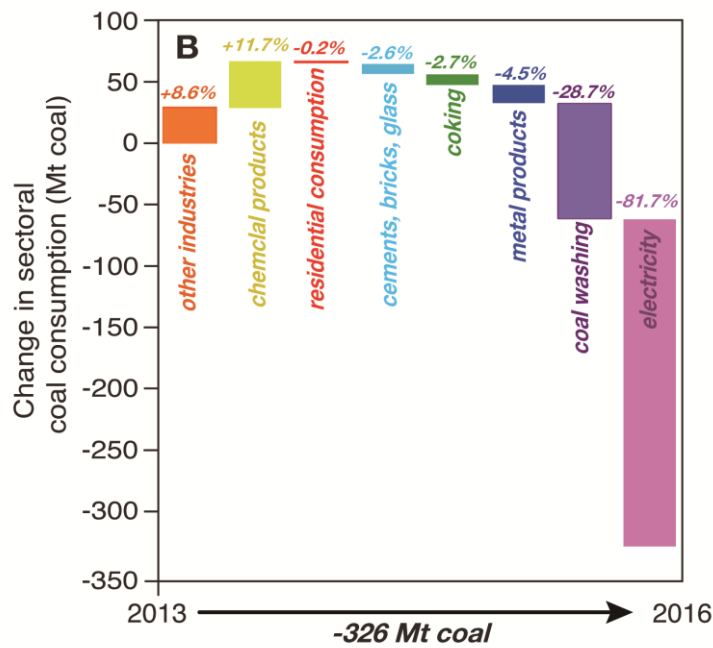 B
Change in sectoral
coal consumption (Mt coal)
100
50
0
-50
-100
-150
-200
-250
-300
-350
+8.6%
+11.7%
-0.2%
-2.6%
-2.7%
-4.5%
-28.7%
-81.7%
other industries
chemclal products
residential consumption
cements, bricks, glass
coking
metal products
coal washing
electricity
2013
2016
-326 Mt coal